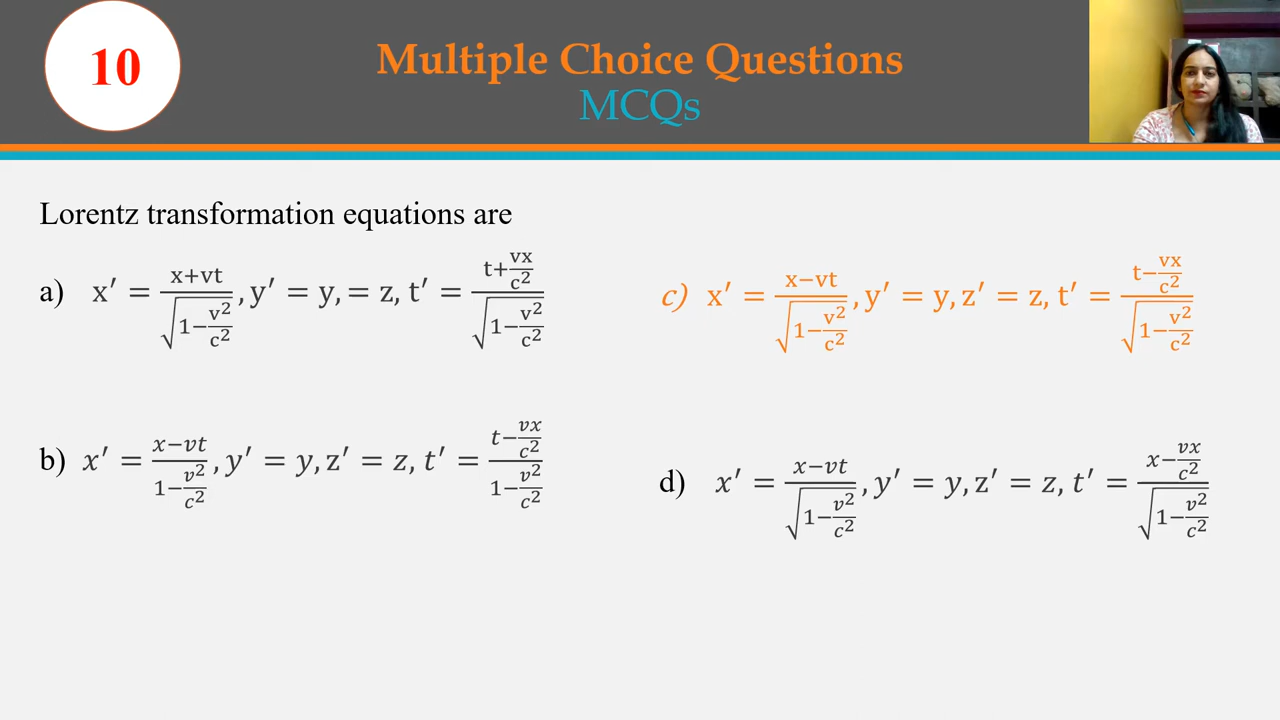 10
Multiple Choice Questions
MCQs
Lorentz transformation equations are
a) x′ = (x+vt)/√(1−v²/c²), y′ = y, = z, t′ = (t+vx/c²)/√(1−v²/c²)
b) x′ = (x−vt)/(1−v²/c²), y′ = y, z′ = z, t′ = (t−vx/c²)/(1−v²/c²)
c) x′ = (x−vt)/√(1−v²/c²), y′ = y, z′ = z, t′ = (t−vx/c²)/√(1−v²/c²)
d) x′ = (x−vt)/√(1−v²/c²), y′ = y, z′ = z, t′ = (x−vx/c²)/√(1−v²/c²)